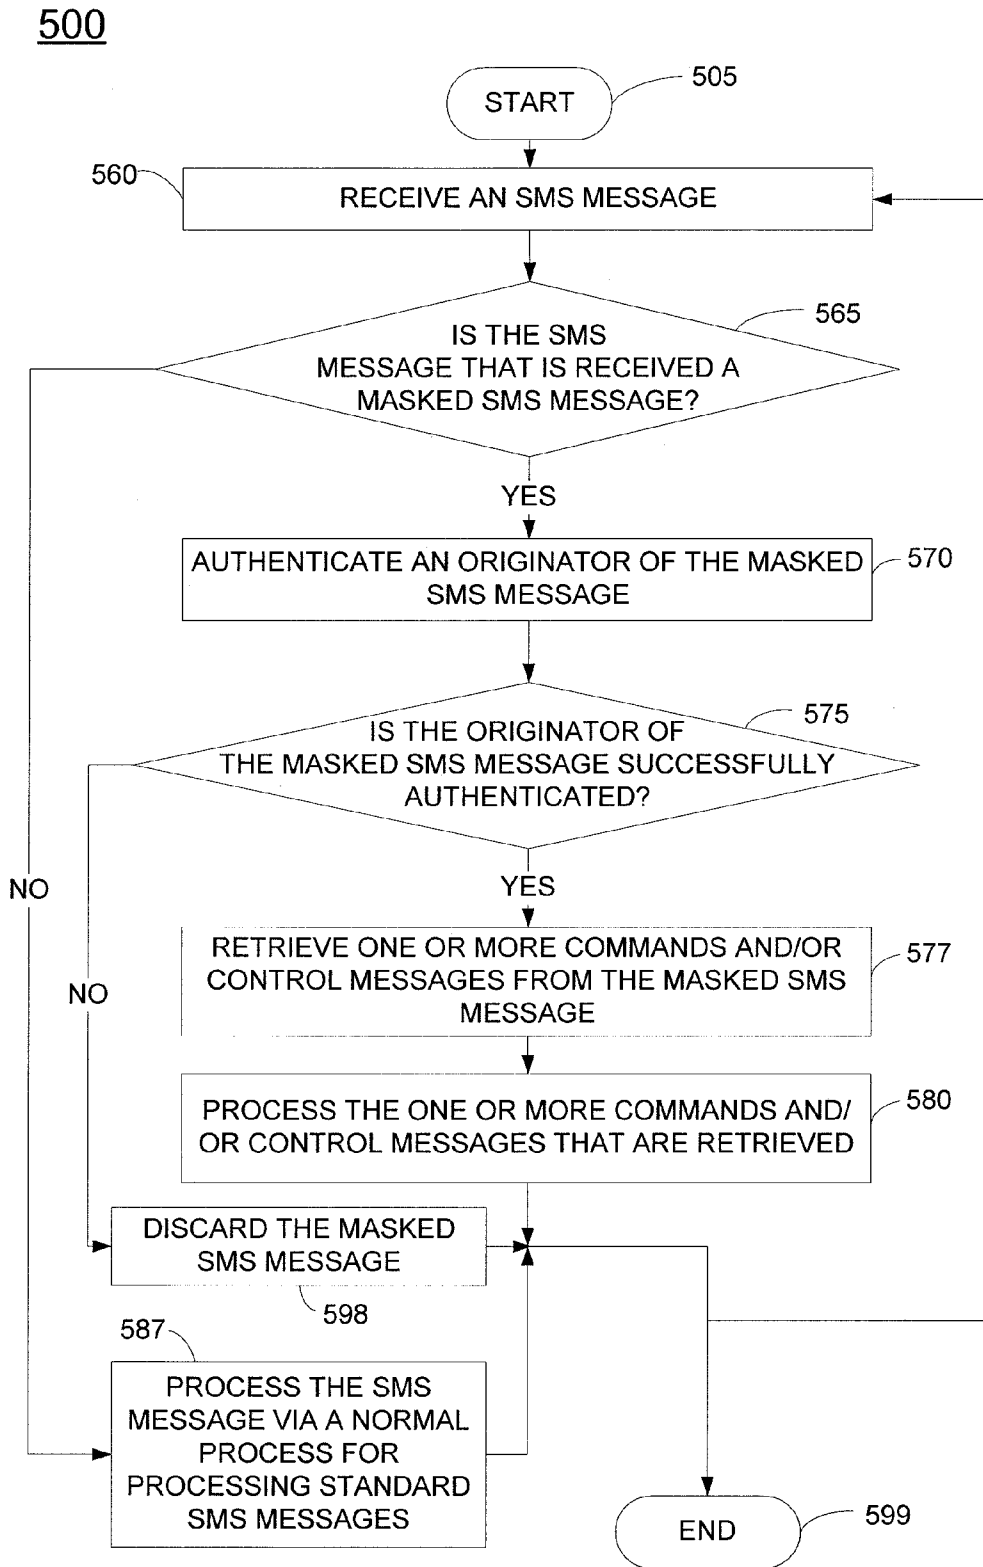 500
START
505
560
RECEIVE AN SMS MESSAGE
565
IS THE SMS
MESSAGE THAT IS RECEIVED A
MASKED SMS MESSAGE?
YES
AUTHENTICATE AN ORIGINATOR OF THE MASKED
SMS MESSAGE
570
575
IS THE ORIGINATOR OF
THE MASKED SMS MESSAGE SUCCESSFULLY
AUTHENTICATED?
NO
YES
RETRIEVE ONE OR MORE COMMANDS AND/OR
CONTROL MESSAGES FROM THE MASKED SMS
MESSAGE
577
NO
PROCESS THE ONE OR MORE COMMANDS AND/
OR CONTROL MESSAGES THAT ARE RETRIEVED
580
DISCARD THE MASKED
SMS MESSAGE
598
587
PROCESS THE SMS
MESSAGE VIA A NORMAL
PROCESS FOR
PROCESSING STANDARD
SMS MESSAGES
END
599